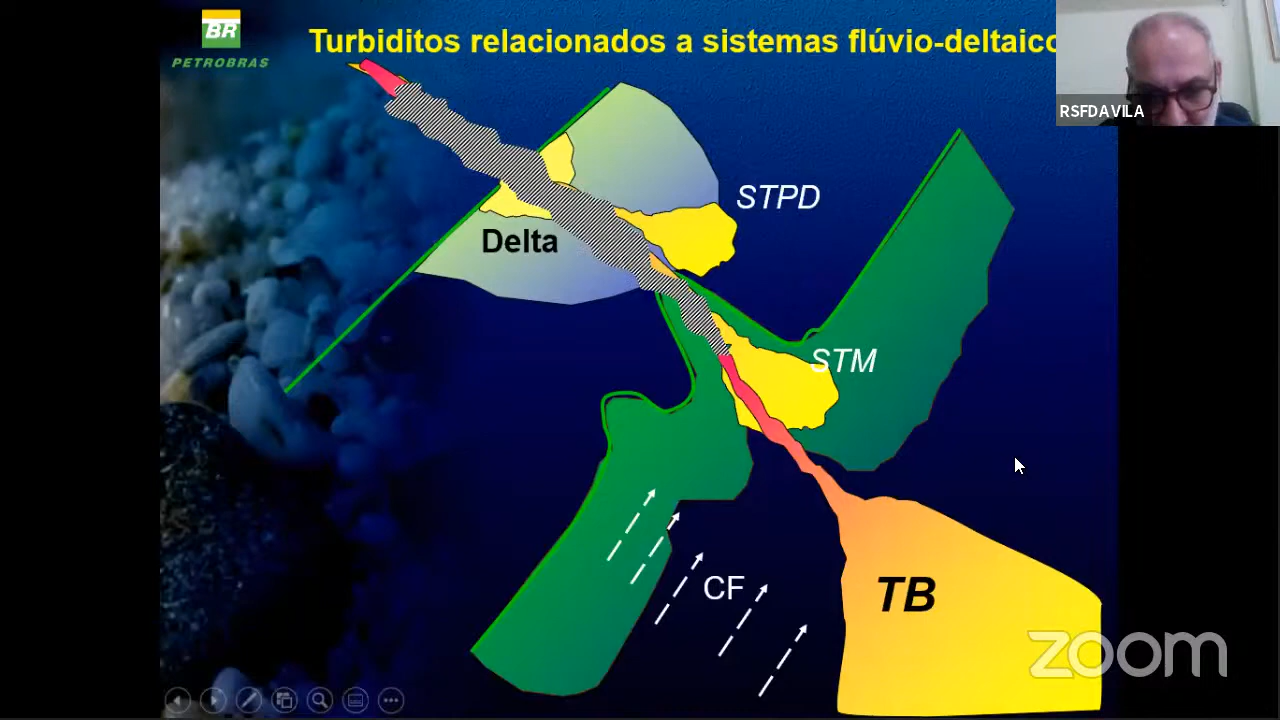 BR
PETROBRAS
Turbiditos relacionados a sistemas flúvio-deltaico
RSFDAVILA
STPD
Delta
STM
CF
TB
zoom